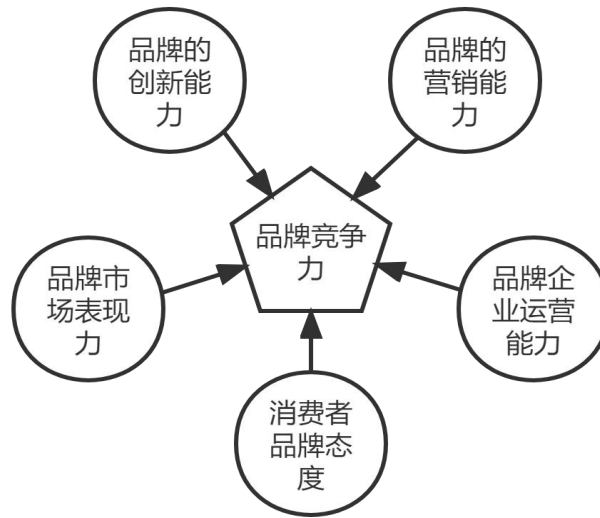 品牌的
创新能
力
品牌的
营销能
力
品牌竞争
力
品牌市
场表现
力
品牌企
业运营
能力
消费者
品牌态
度